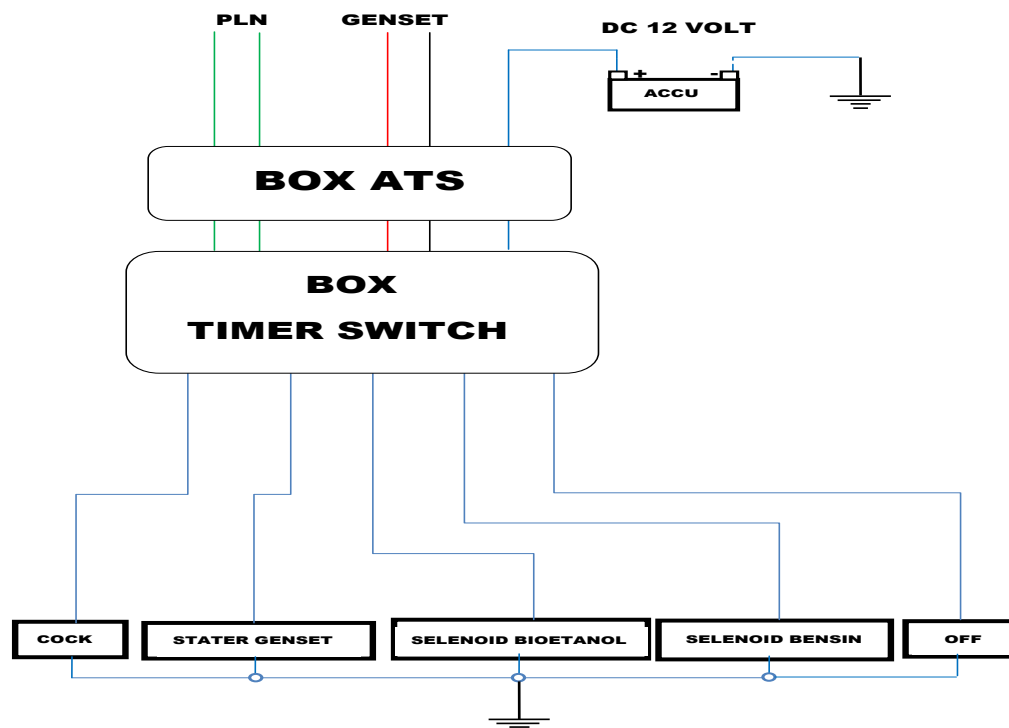 PLN
GENSET
DC 12 VOLT
+
-
ACCU
BOX ATS
BOX
TIMER SWITCH
COCK
STATER GENSET
SELENOID BIOETANOL
SELENOID BENSIN
OFF